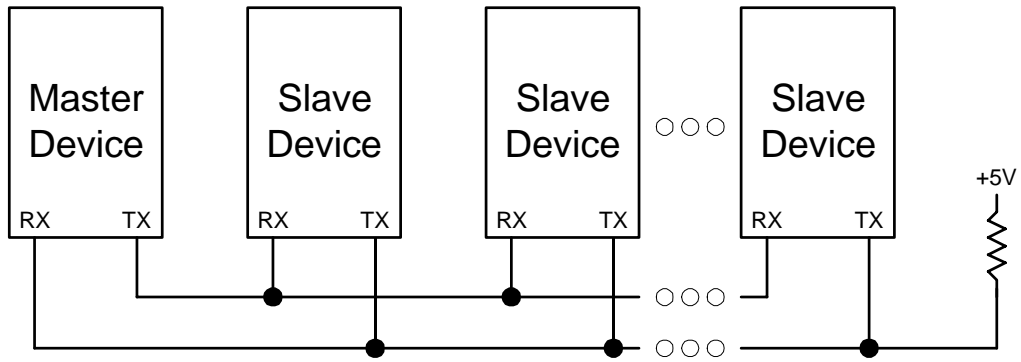 Master
Device
Slave
Device
Slave
Device
Slave
Device
+5V
RX TX
RX TX
RX TX
RX TX